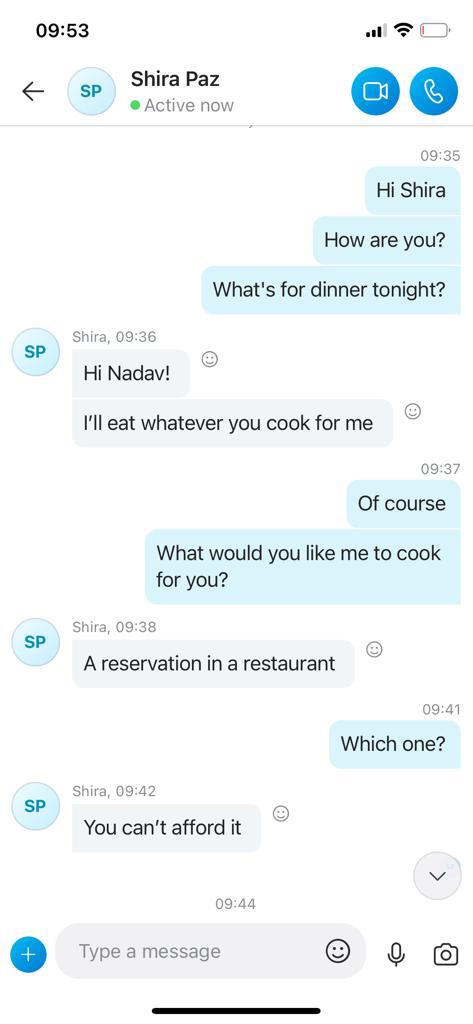 09:53
SP
Shira Paz
Active now
09:35
Hi Shira
How are you?
What's for dinner tonight?
Shira, 09:36
SP
Hi Nadav!
I’ll eat whatever you cook for me
09:37
Of course
What would you like me to cook
for you?
Shira, 09:38
SP
A reservation in a restaurant
09:41
Which one?
Shira, 09:42
SP
You can’t afford it
09:44
Type a message